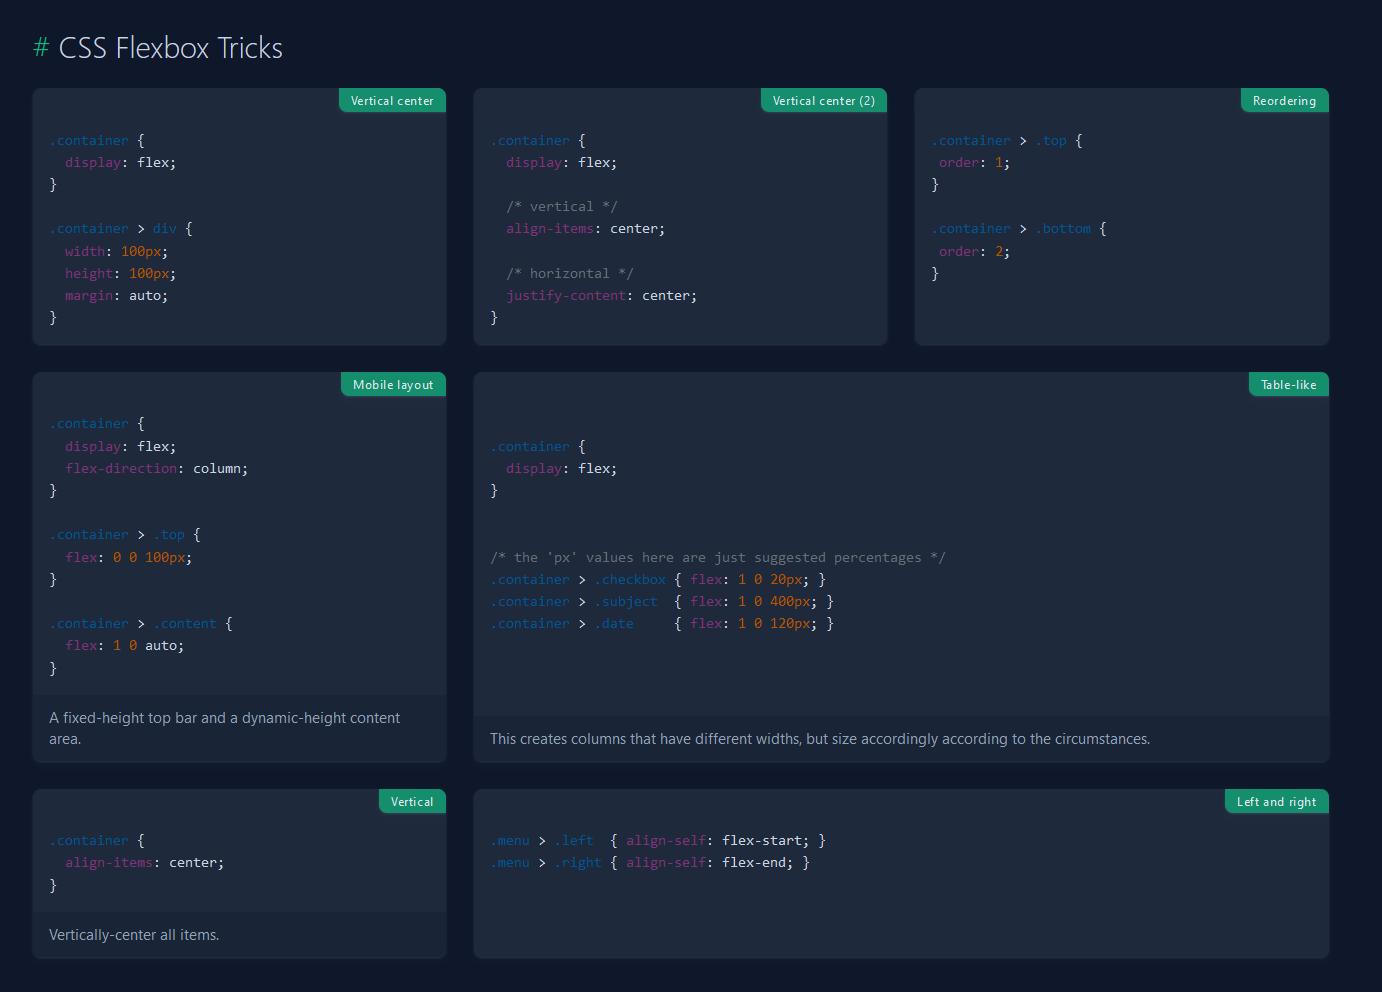 # CSS Flexbox Tricks
Vertical center
.container {
  display: flex;
}

.container > div {
  width: 100px;
  height: 100px;
  margin: auto;
}
Vertical center (2)
.container {
  display: flex;

  /* vertical */
  align-items: center;

  /* horizontal */
  justify-content: center;
}
Reordering
.container > .top {
 order: 1;
}

.container > .bottom {
 order: 2;
}
Mobile layout
.container {
  display: flex;
  flex-direction: column;
}

.container > .top {
  flex: 0 0 100px;
}

.container > .content {
  flex: 1 0 auto;
}
A fixed-height top bar and a dynamic-height content
area.
Table-like
.container {
  display: flex;
}

/* the 'px' values here are just suggested percentages */
.container > .checkbox { flex: 1 0 20px; }
.container > .subject  { flex: 1 0 400px; }
.container > .date     { flex: 1 0 120px; }
This creates columns that have different widths, but size accordingly according to the circumstances.
Vertical
.container {
  align-items: center;
}
Vertically-center all items.
Left and right
.menu > .left  { align-self: flex-start; }
.menu > .right { align-self: flex-end; }